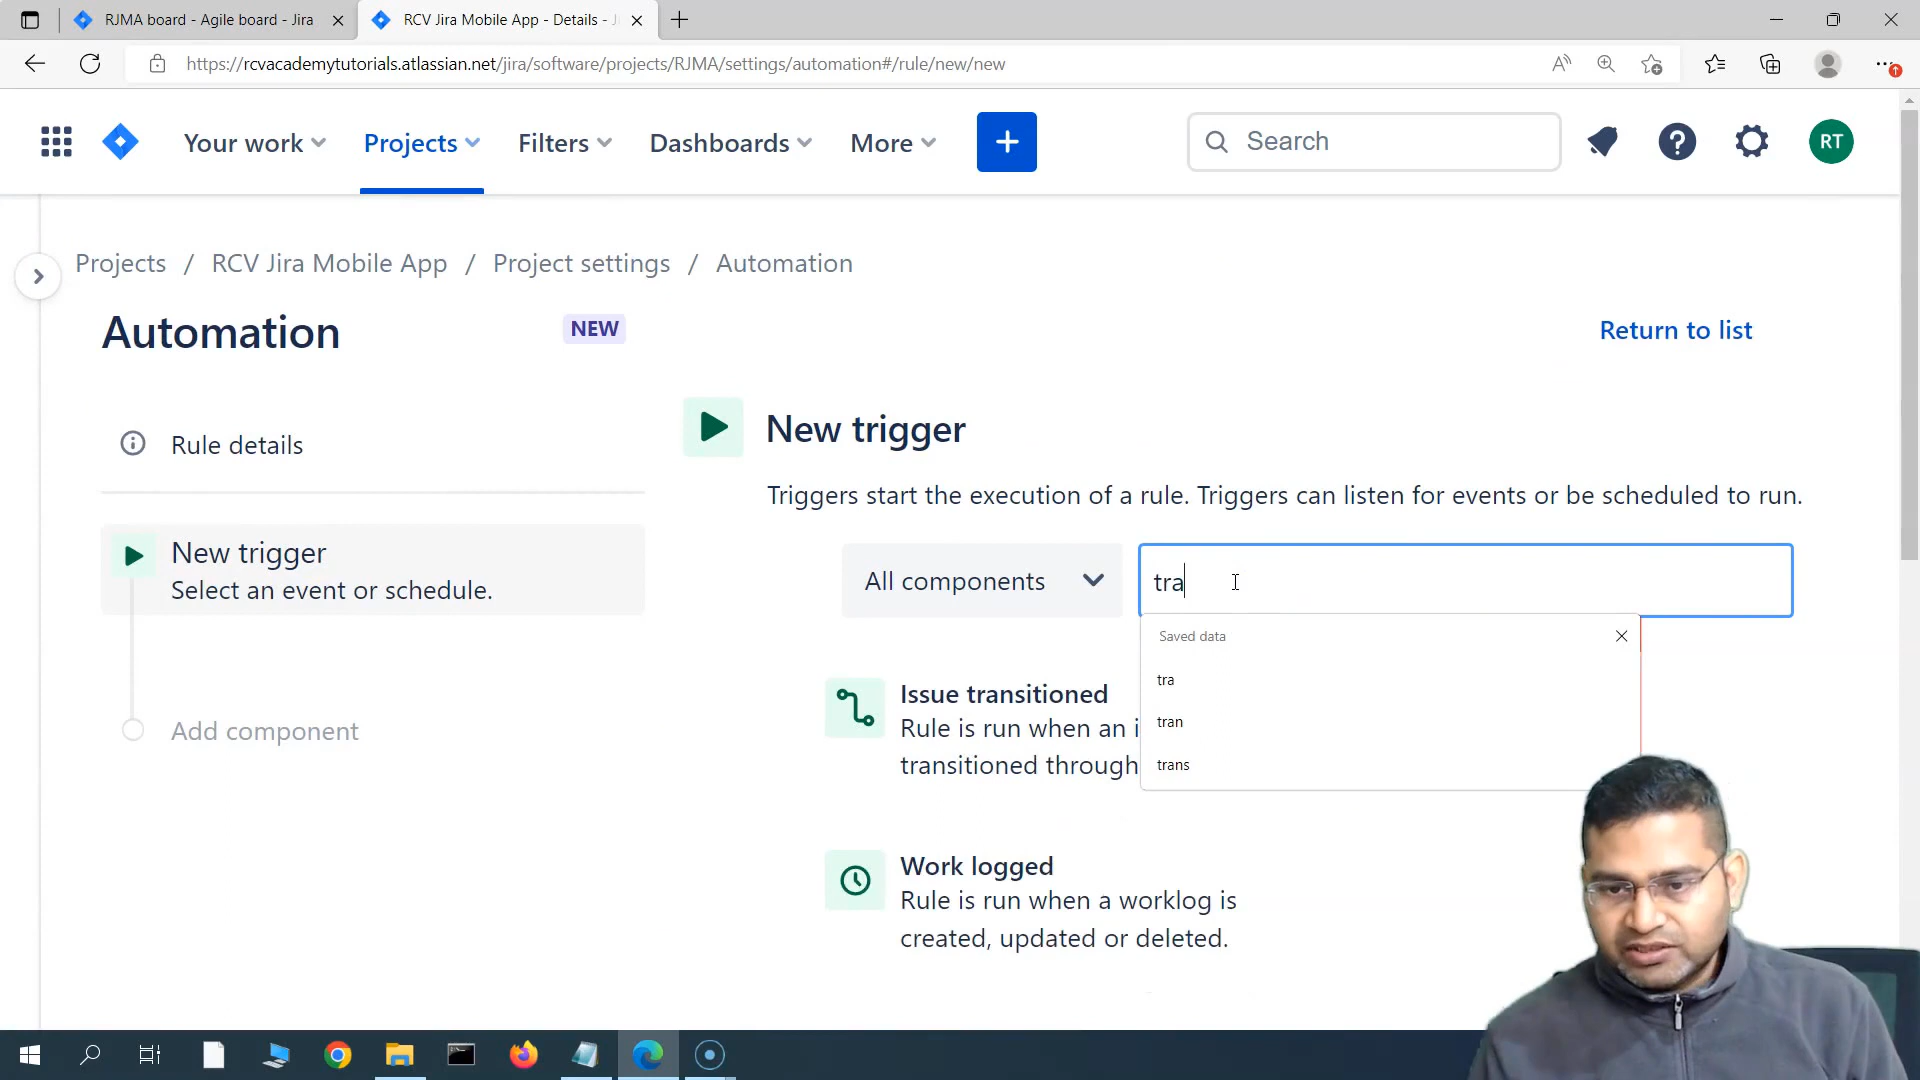 RJMA board - Agile board - Jira
RCV Jira Mobile App - Details - J
https://rcvacademytutorials.atlassian.net/jira/software/projects/RJMA/settings/automation#/rule/new/new
Your work
Projects
Filters
Dashboards
More
Search
RT
Projects / RCV Jira Mobile App / Project settings / Automation
Automation
NEW
Return to list
Rule details
New trigger
Select an event or schedule.
Add component
New trigger
Triggers start the execution of a rule. Triggers can listen for events or be scheduled to run.
All components
tra
Saved data
tra
tran
trans
Issue transitioned
Rule is run when an i
transitioned through
Work logged
Rule is run when a worklog is
created, updated or deleted.